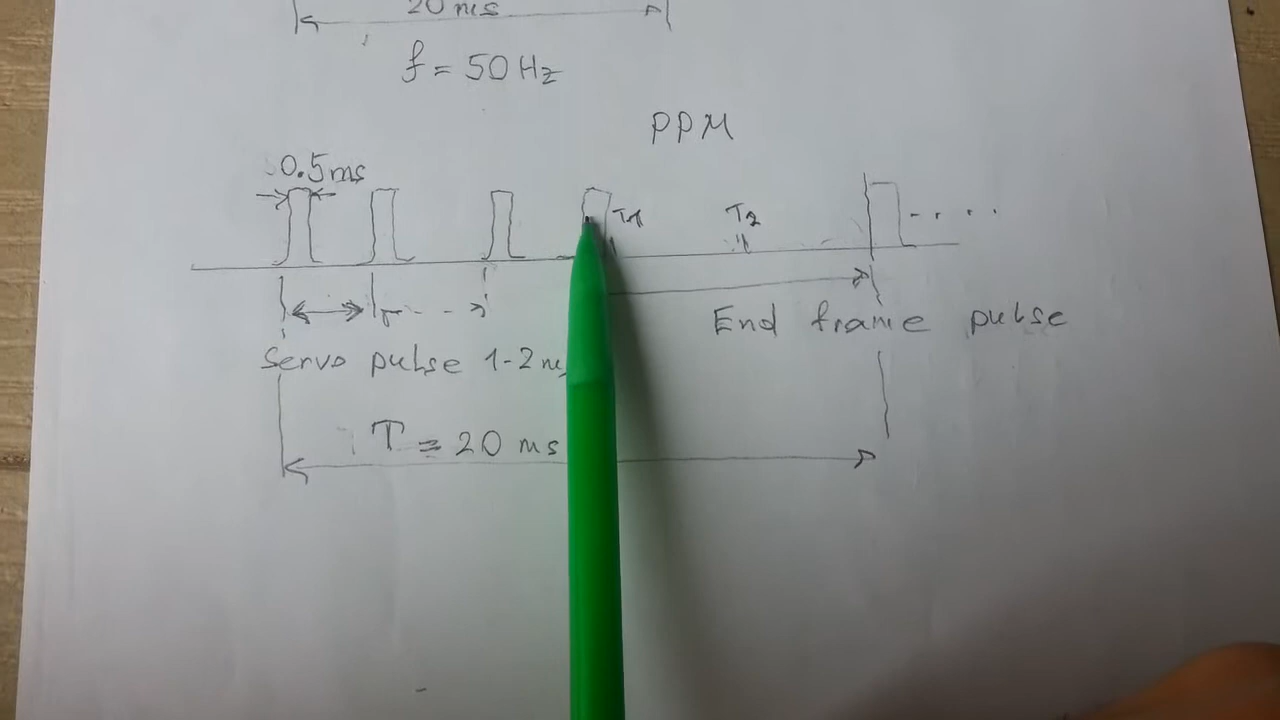 20 ms
f = 50 Hz
PPM
0.5ms
T1
T2
End frame pulse
Servo pulse 1-2 m
T = 20 ms